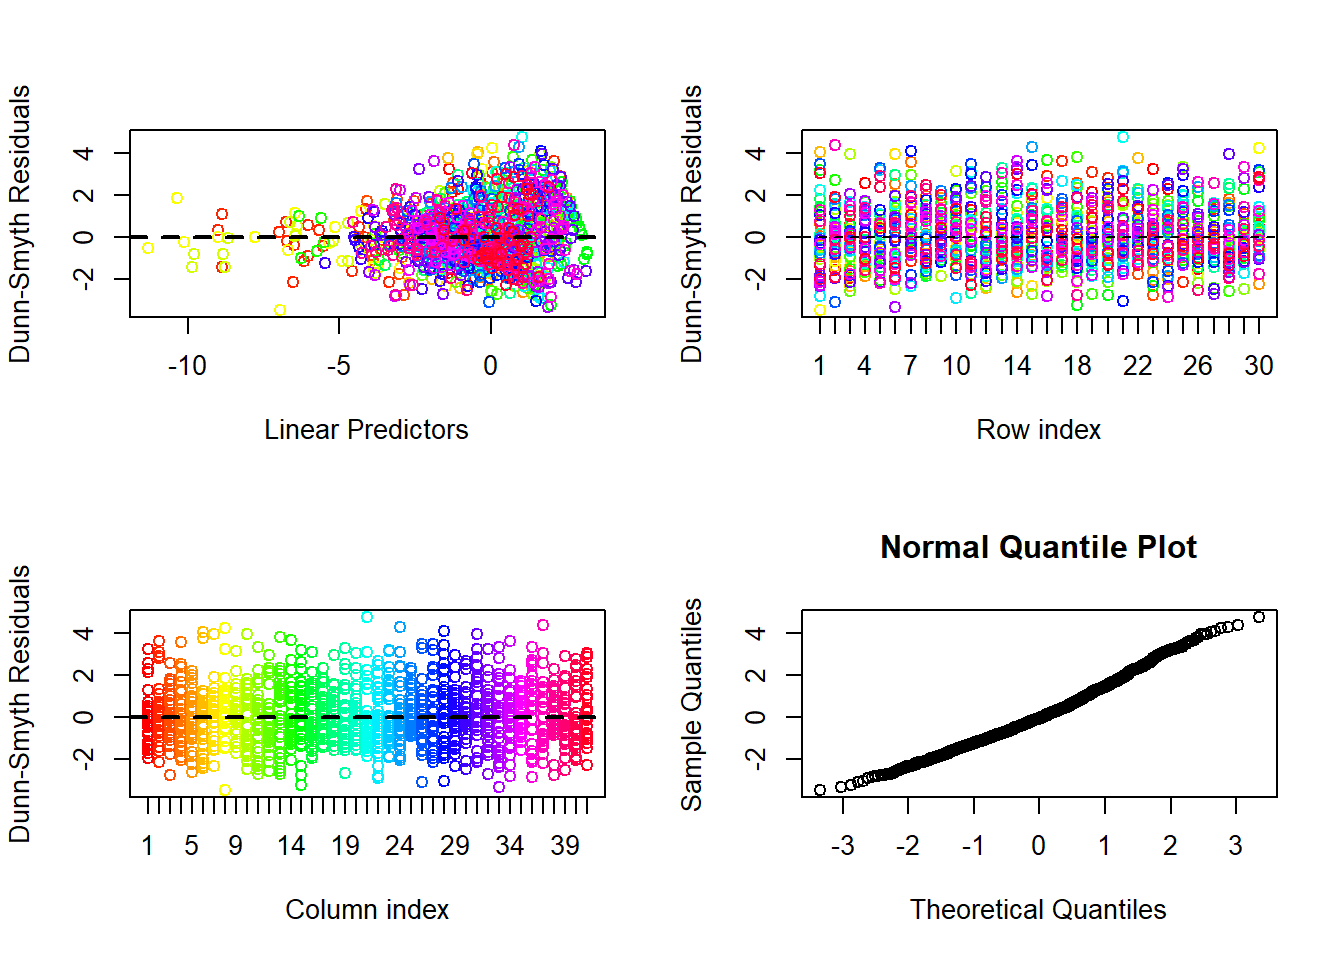 Dunn-Smyth Residuals
4
2
0
-2
-10 -5 0
Linear Predictors
Dunn-Smyth Residuals
4
2
0
-2
1 4 7 10 14 18 22 26 30
Row index
Dunn-Smyth Residuals
4
2
0
-2
1 5 9 14 19 24 29 34 39
Column index
Normal Quantile Plot
Sample Quantiles
4
2
0
-2
-3 -2 -1 0 1 2 3
Theoretical Quantiles